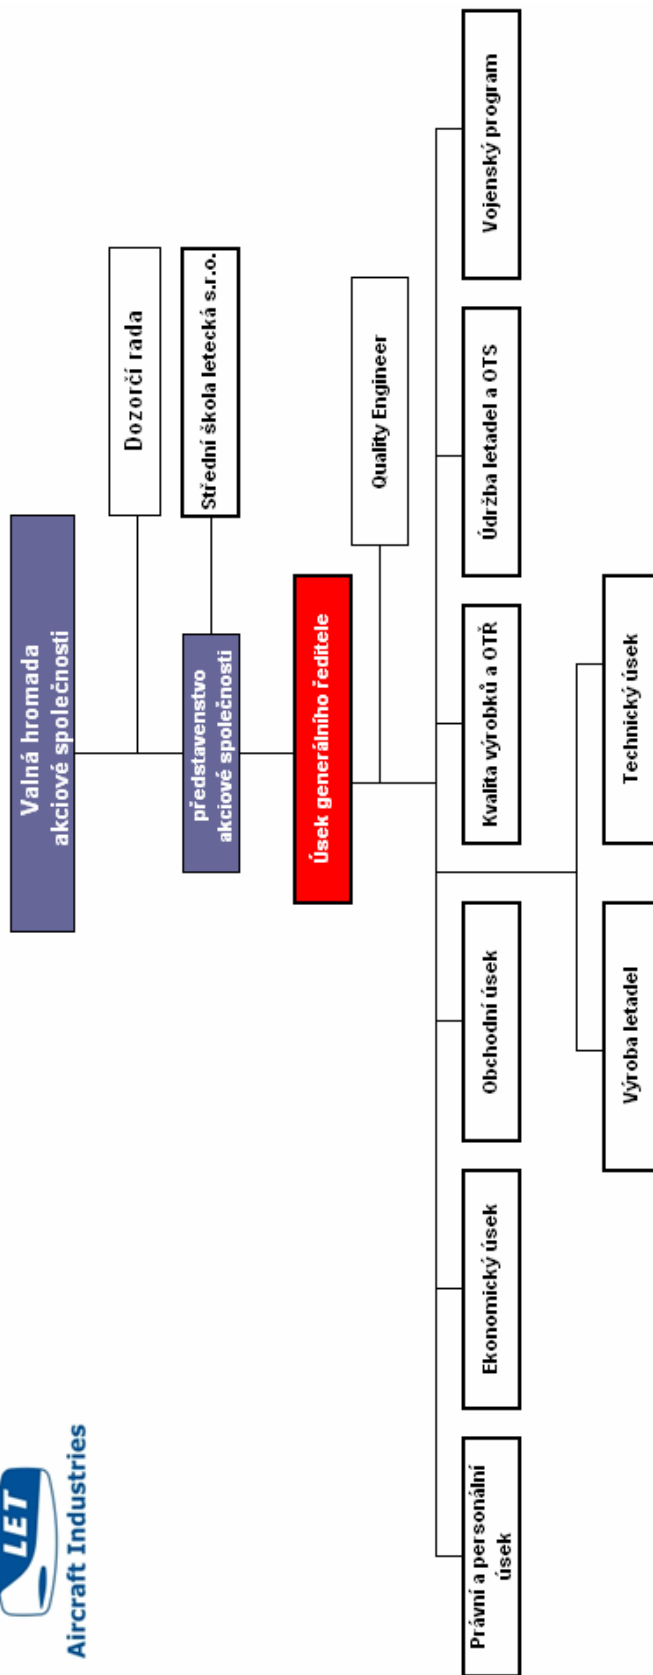 LET
Aircraft Industries
Valná hromada
akciové společnosti
Dozorčí rada
představenstvo
akciové společnosti
Střední škola letecká s.r.o.
Úsek generálního ředitele
Quality Engineer
Právní a personální
úsek
Ekonomický úsek
Obchodní úsek
Kvalita výrobků a OTŘ
Údržba letadel a OTS
Vojenský program
Výroba letadel
Technický úsek